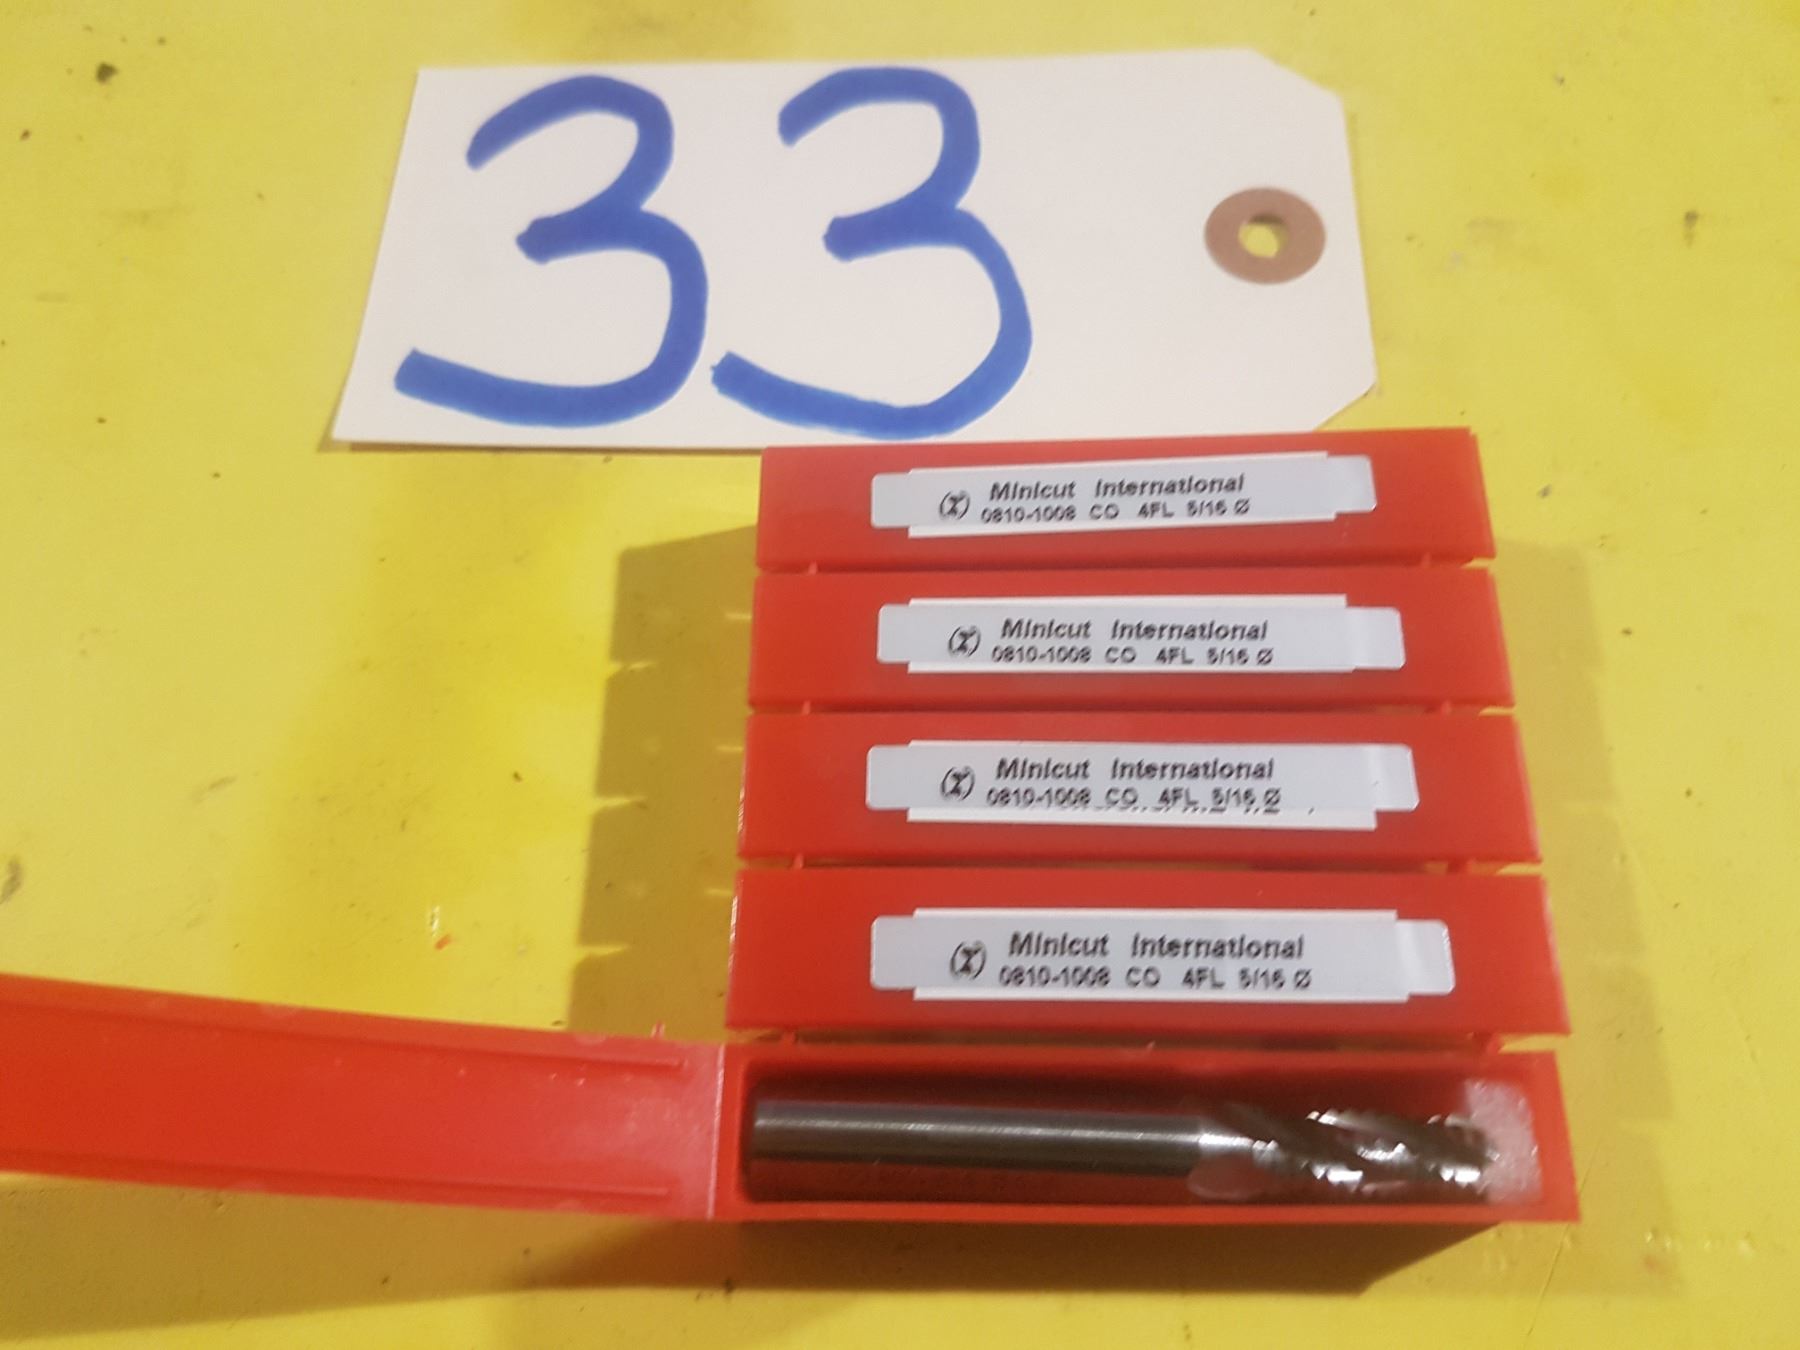 33
Minicut International
0810-1008 CO 4FL 5/16 Ø
Minicut International
0810-1008 CO 4FL 5/16 Ø
Minicut International
0810-1008 CO 4FL 5/16 Ø
Minicut International
0810-1008 CO 4FL 5/16 Ø